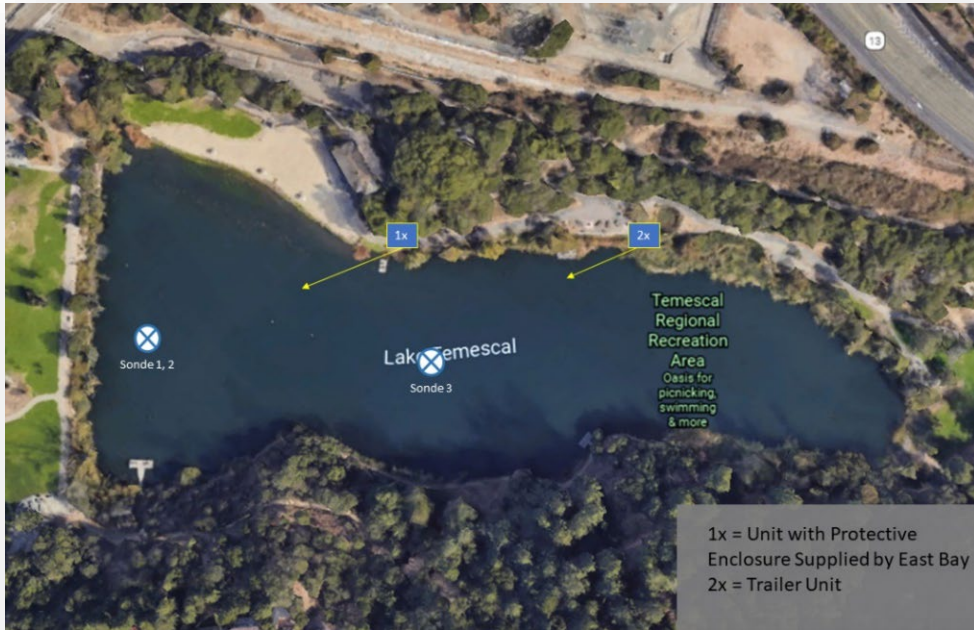 13
1x
2x
Temescal
Regional
Recreation
Area
Oasis for
picnicking,
swimming
& more
Lake Temescal
Sonde 1, 2
Sonde 3
1x = Unit with Protective
Enclosure Supplied by East Bay
2x = Trailer Unit